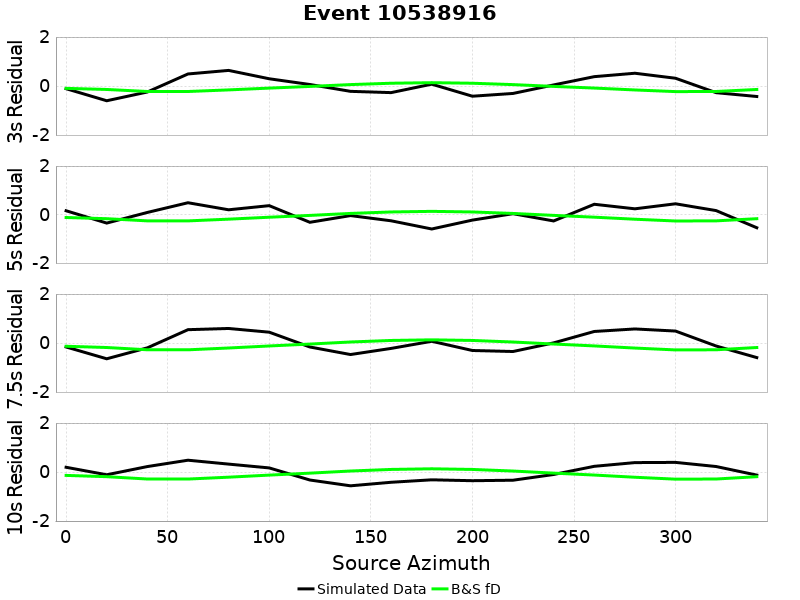 Event 10538916
3s Residual
2
0
-2
5s Residual
2
0
-2
7.5s Residual
2
0
-2
10s Residual
2
0
-2
0 50 100 150 200 250 300
Source Azimuth
Simulated Data B&S fD